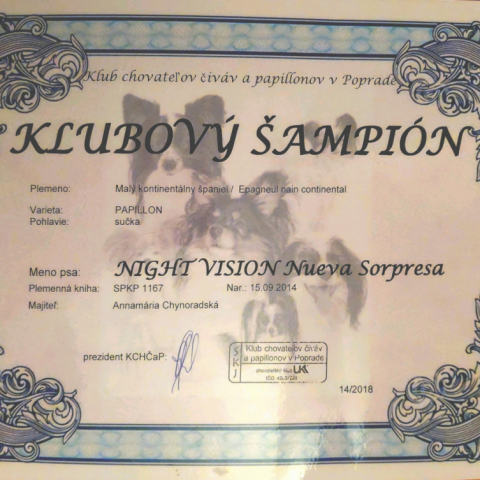 Klub chovateľov čiváv a papillonov v Poprade
KLUBOVÝ ŠAMPIÓN
Plemeno: Malý kontinentálny španiel / Epagneul nain continental
Varieta: PAPILLON
Pohlavie: sučka
Meno psa: NIGHT VISION Nueva Sorpresa
Plemenná kniha: SPKP 1167 Nar.: 15.09.2014
Majiteľ: Annamária Chynoradská
prezident KCHČaP:
SKJ
Klub chovateľov čiváv
a papillonov v Poprade
14/2018